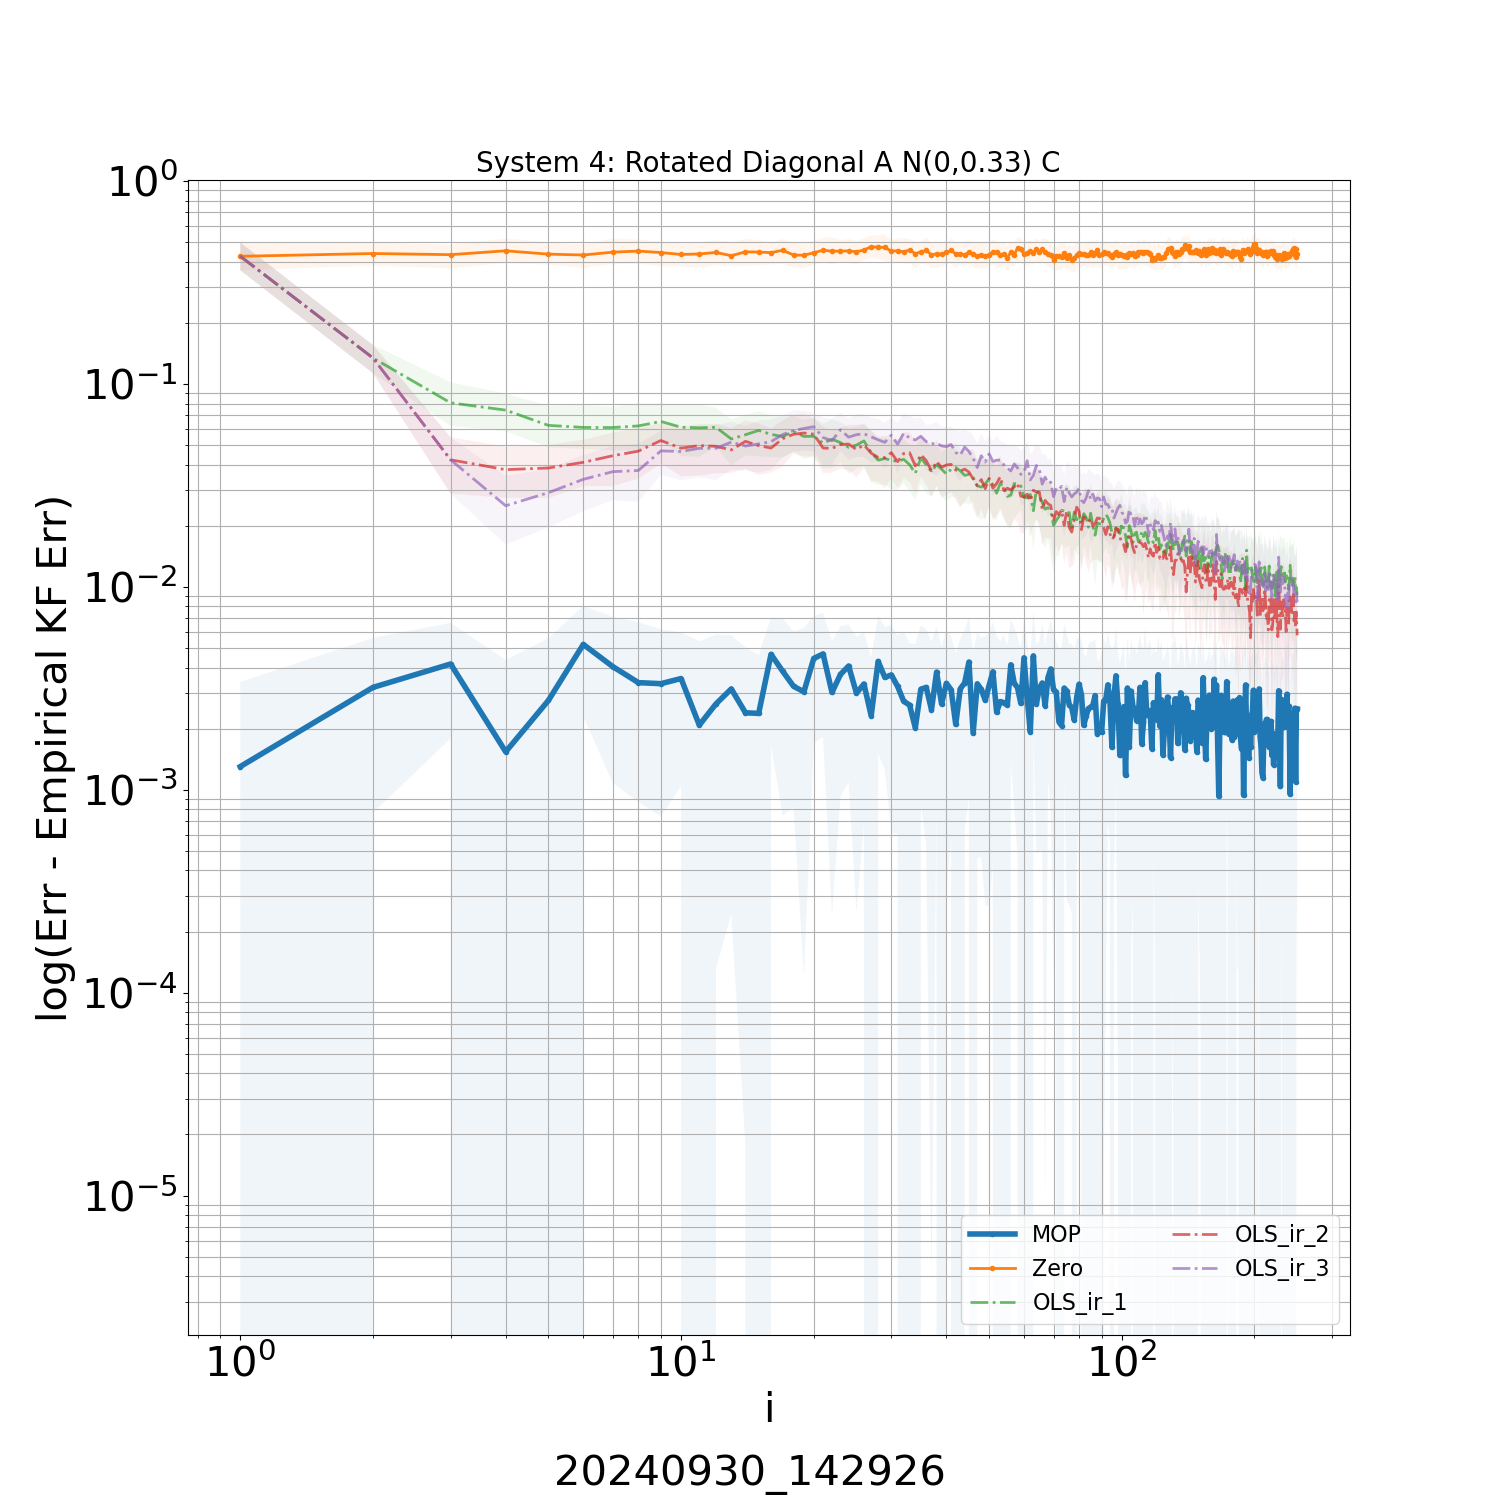 System 4: Rotated Diagonal A N(0,0.33) C
10^0
10^-1
10^-2
10^-3
10^-4
10^-5
log(Err - Empirical KF Err)
MOP
Zero
OLS_ir_1
OLS_ir_2
OLS_ir_3
10^0 10^1 10^2
i
20240930_142926